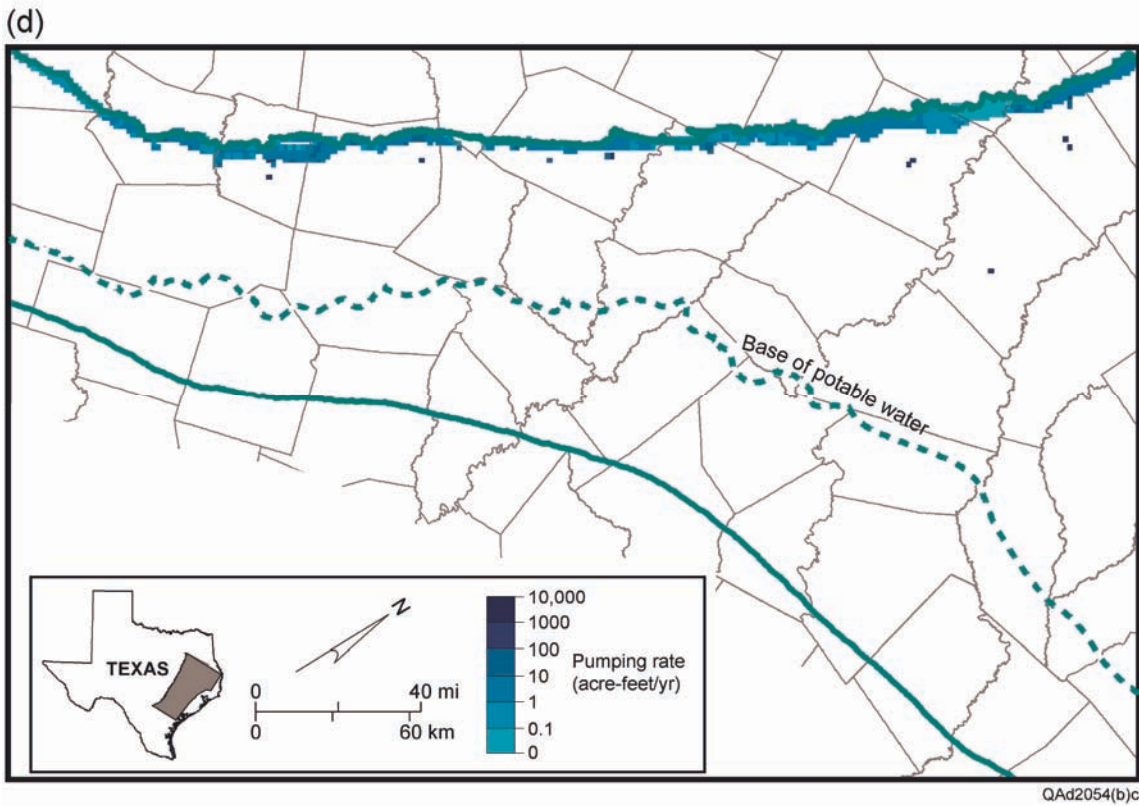 (d)
Base of potable water
TEXAS
N
0
40 mi
0
60 km
10,000
1000
100
10
1
0.1
0
Pumping rate
(acre-feet/yr)
QAd2054(b)c